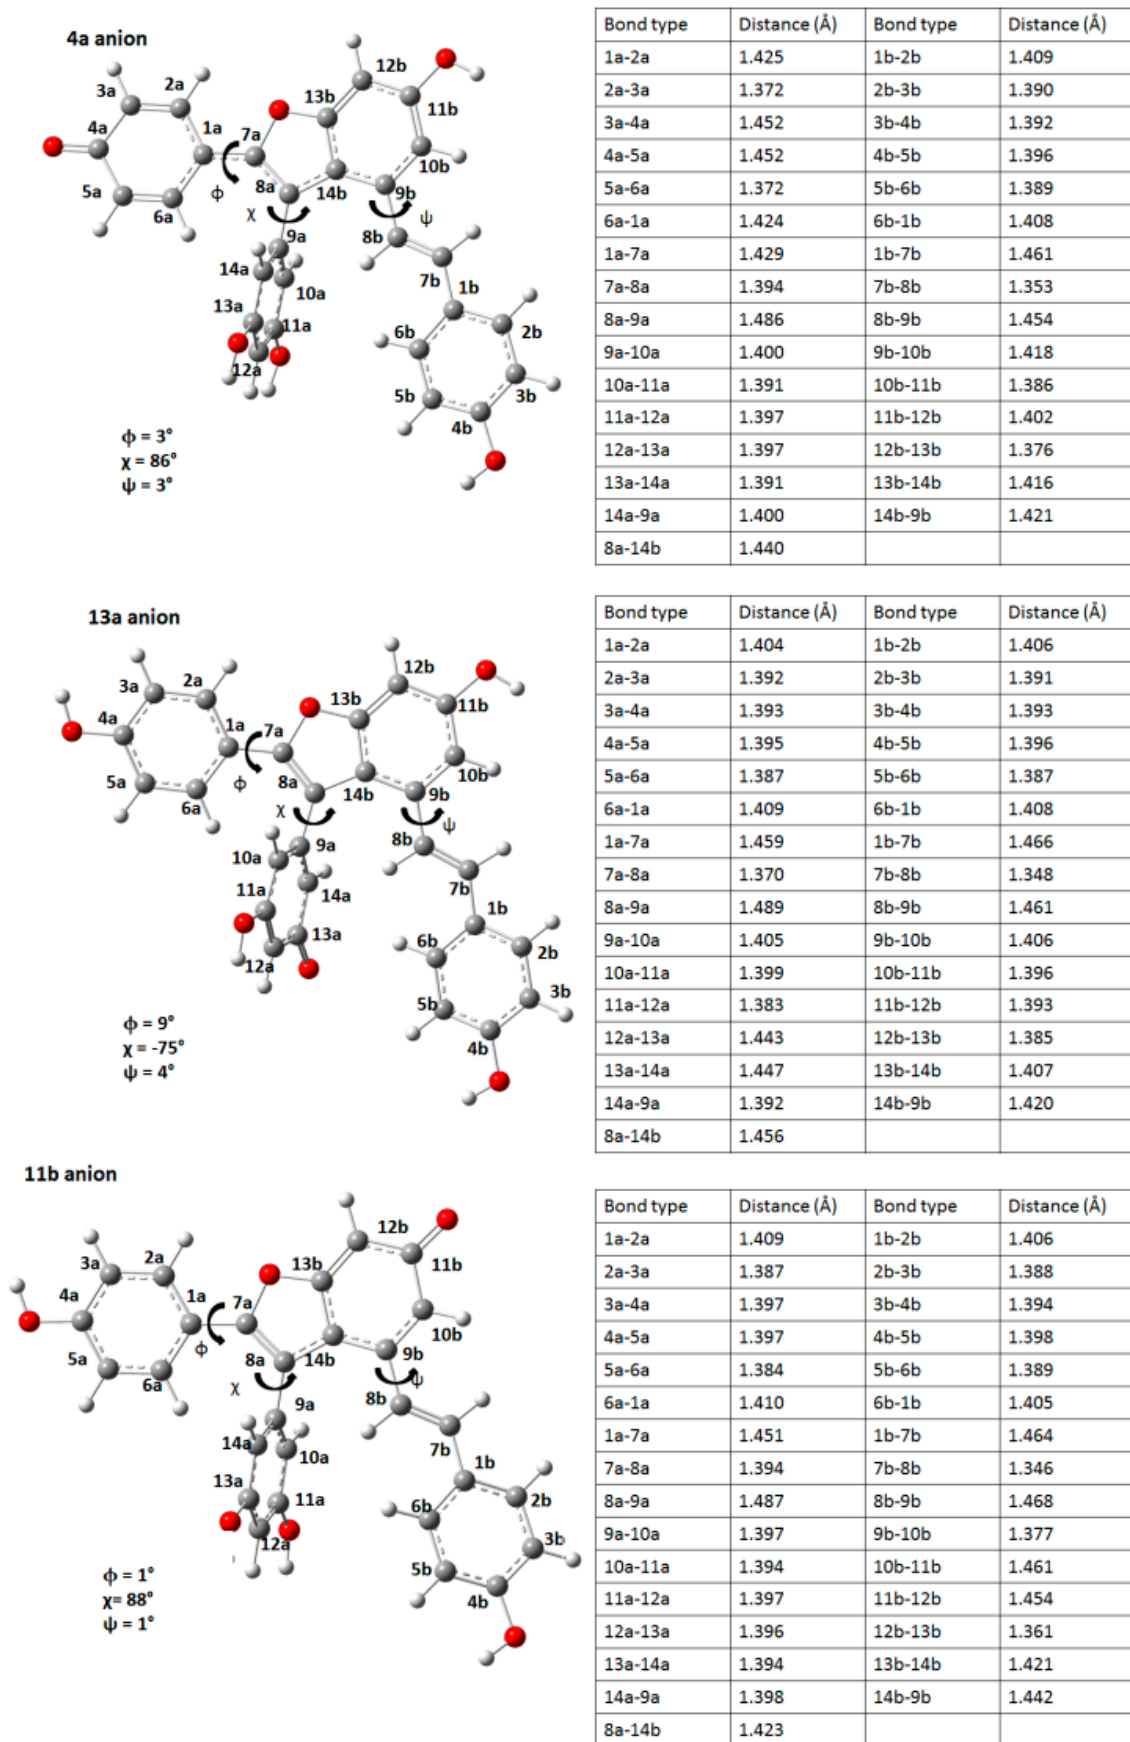 4a anion
3a
2a
4a
1a
7a
5a
6a
8a
ϕ
χ
9a
14a
10a
13a
11a
12a
13b
12b
11b
10b
14b
9b
ψ
8b
7b
1b
6b
2b
5b
3b
4b
ϕ = 3°
χ = 86°
ψ = 3°
Bond type Distance (Å) Bond type Distance (Å)
1a-2a 1.425 1b-2b 1.409
2a-3a 1.372 2b-3b 1.390
3a-4a 1.452 3b-4b 1.392
4a-5a 1.452 4b-5b 1.396
5a-6a 1.372 5b-6b 1.389
6a-1a 1.424 6b-1b 1.408
1a-7a 1.429 1b-7b 1.461
7a-8a 1.394 7b-8b 1.353
8a-9a 1.486 8b-9b 1.454
9a-10a 1.400 9b-10b 1.418
10a-11a 1.391 10b-11b 1.386
11a-12a 1.397 11b-12b 1.402
12a-13a 1.397 12b-13b 1.376
13a-14a 1.391 13b-14b 1.416
14a-9a 1.400 14b-9b 1.421
8a-14b 1.440
13a anion
3a
2a
4a
1a
7a
5a
6a
8a
ϕ
χ
9a
10a
14a
11a
13a
12a
13b
12b
11b
10b
14b
9b
ψ
8b
7b
1b
6b
2b
5b
3b
4b
ϕ = 9°
χ = -75°
ψ = 4°
Bond type Distance (Å) Bond type Distance (Å)
1a-2a 1.404 1b-2b 1.406
2a-3a 1.392 2b-3b 1.391
3a-4a 1.393 3b-4b 1.393
4a-5a 1.395 4b-5b 1.396
5a-6a 1.387 5b-6b 1.387
6a-1a 1.409 6b-1b 1.408
1a-7a 1.459 1b-7b 1.466
7a-8a 1.370 7b-8b 1.348
8a-9a 1.489 8b-9b 1.461
9a-10a 1.405 9b-10b 1.406
10a-11a 1.399 10b-11b 1.396
11a-12a 1.383 11b-12b 1.393
12a-13a 1.443 12b-13b 1.385
13a-14a 1.447 13b-14b 1.407
14a-9a 1.392 14b-9b 1.420
8a-14b 1.456
11b anion
3a
2a
4a
1a
7a
5a
6a
8a
ϕ
χ
9a
14a
10a
13a
11a
12a
13b
12b
11b
10b
14b
9b
ψ
8b
7b
1b
6b
2b
5b
3b
4b
ϕ = 1°
χ= 88°
ψ = 1°
Bond type Distance (Å) Bond type Distance (Å)
1a-2a 1.409 1b-2b 1.406
2a-3a 1.387 2b-3b 1.388
3a-4a 1.397 3b-4b 1.394
4a-5a 1.397 4b-5b 1.398
5a-6a 1.384 5b-6b 1.389
6a-1a 1.410 6b-1b 1.405
1a-7a 1.451 1b-7b 1.464
7a-8a 1.394 7b-8b 1.346
8a-9a 1.487 8b-9b 1.468
9a-10a 1.397 9b-10b 1.377
10a-11a 1.394 10b-11b 1.461
11a-12a 1.397 11b-12b 1.454
12a-13a 1.396 12b-13b 1.361
13a-14a 1.394 13b-14b 1.421
14a-9a 1.398 14b-9b 1.442
8a-14b 1.423